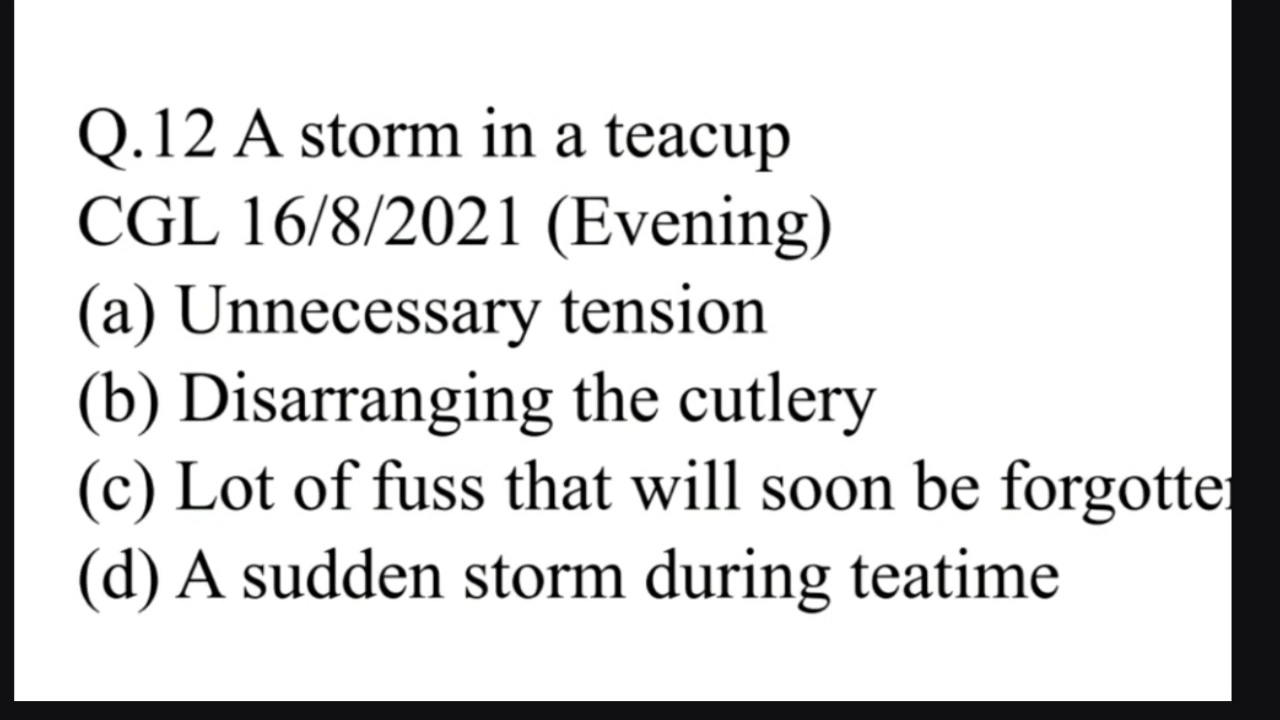 Q.12 A storm in a teacup
CGL 16/8/2021 (Evening)
(a) Unnecessary tension
(b) Disarranging the cutlery
(c) Lot of fuss that will soon be
(d) A sudden storm during teatime